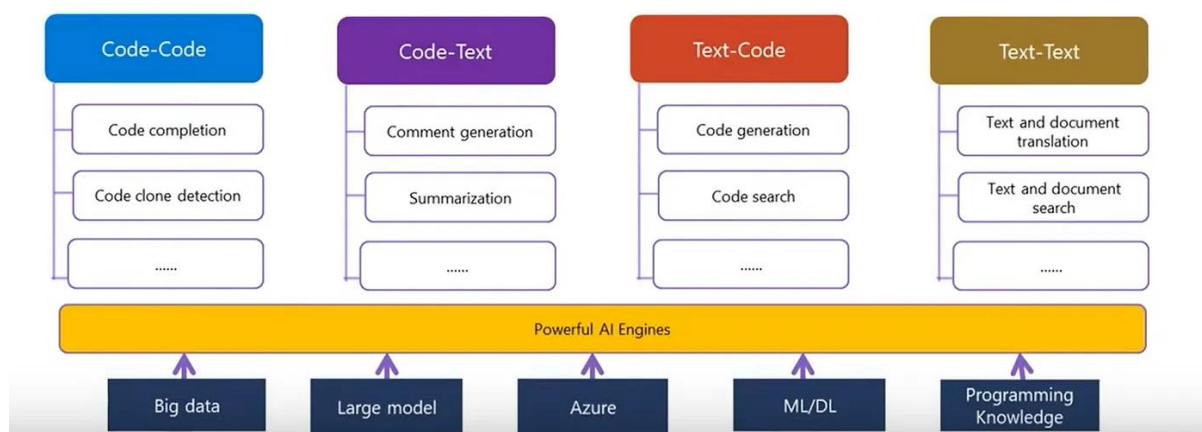 Code-Code
Code-Text
Text-Code
Text-Text
Code completion
Comment generation
Code generation
Text and document
translation
Code clone detection
Summarization
Code search
Text and document
search
......
......
......
......
Powerful AI Engines
Big data
Large model
Azure
ML/DL
Programming
Knowledge